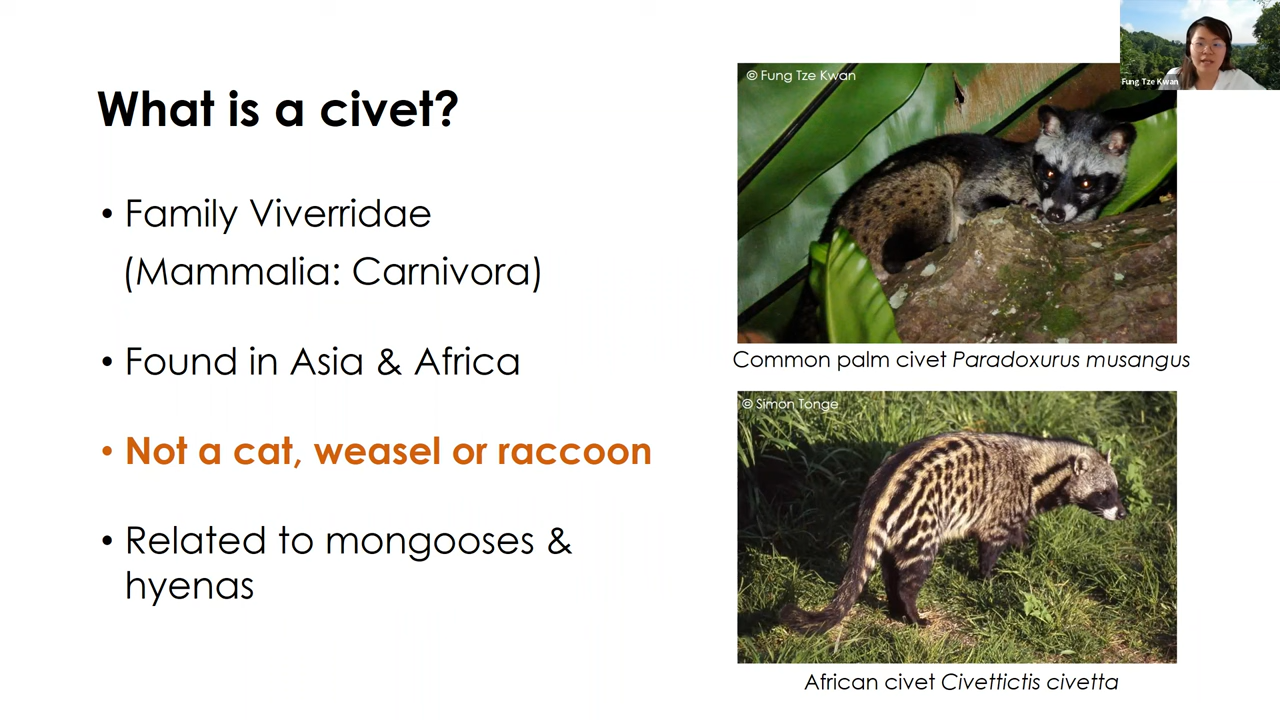 What is a civet?
• Family Viverridae
(Mammalia: Carnivora)
• Found in Asia & Africa
• Not a cat, weasel or raccoon
• Related to mongooses &
hyenas
© Fung Tze Kwan
Common palm civet Paradoxurus musangus
© Simon Tonge
African civet Civettictis civetta
Fung Tze Kwan